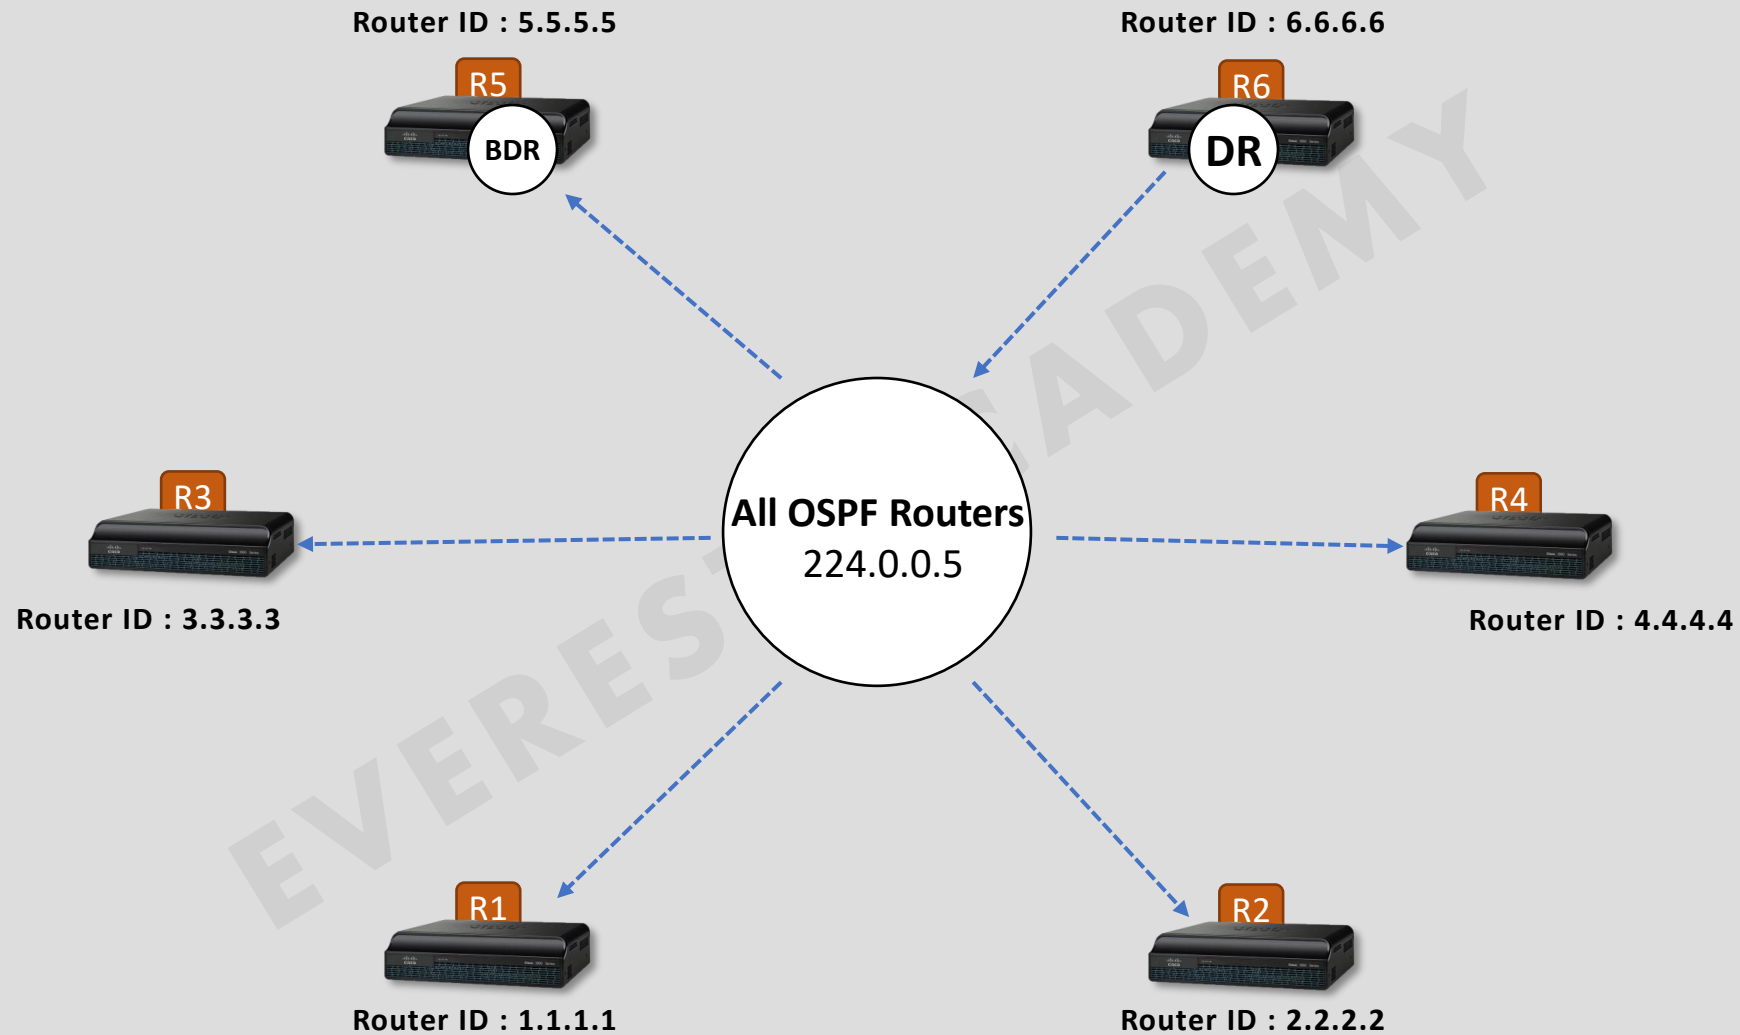 Router ID : 5.5.5.5
Router ID : 6.6.6.6
R5
R6
BDR
DR
R3
R4
All OSPF Routers
224.0.0.5
Router ID : 3.3.3.3
Router ID : 4.4.4.4
R1
R2
Router ID : 1.1.1.1
Router ID : 2.2.2.2